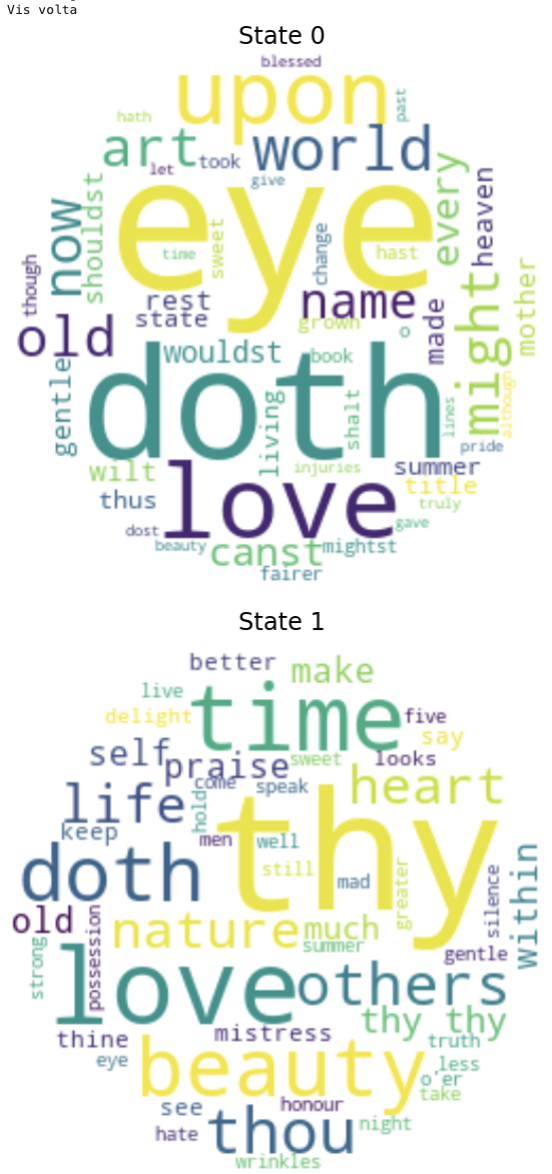 Vis volta
State 0
blessed
upon
past
hath
art
world
let
took
give
eye
every
heaven
now
shouldst
sweet
time
change
hast
though
rest
name
mother
state
grown
o
made
might
old
wouldst
book
although
gentle
doth
living
shalt
lines
pride
wilt
injuries
summer
title
thus
love
truly
dost
gave
beauty
canst
mightst
fairer
State 1
better
make
live
time
delight
five
say
self
praise
sweet
looks
come
speak
heart
life
hold
thy
keep
men
well
doth
still
mad
greater
silence
within
old
possession
nature
much
summer
gentle
strong
love
others
thy thy
thine
mistress
truth
eye
beauty
less
o'er
take
see
honour
thou
night
hate
wrinkles